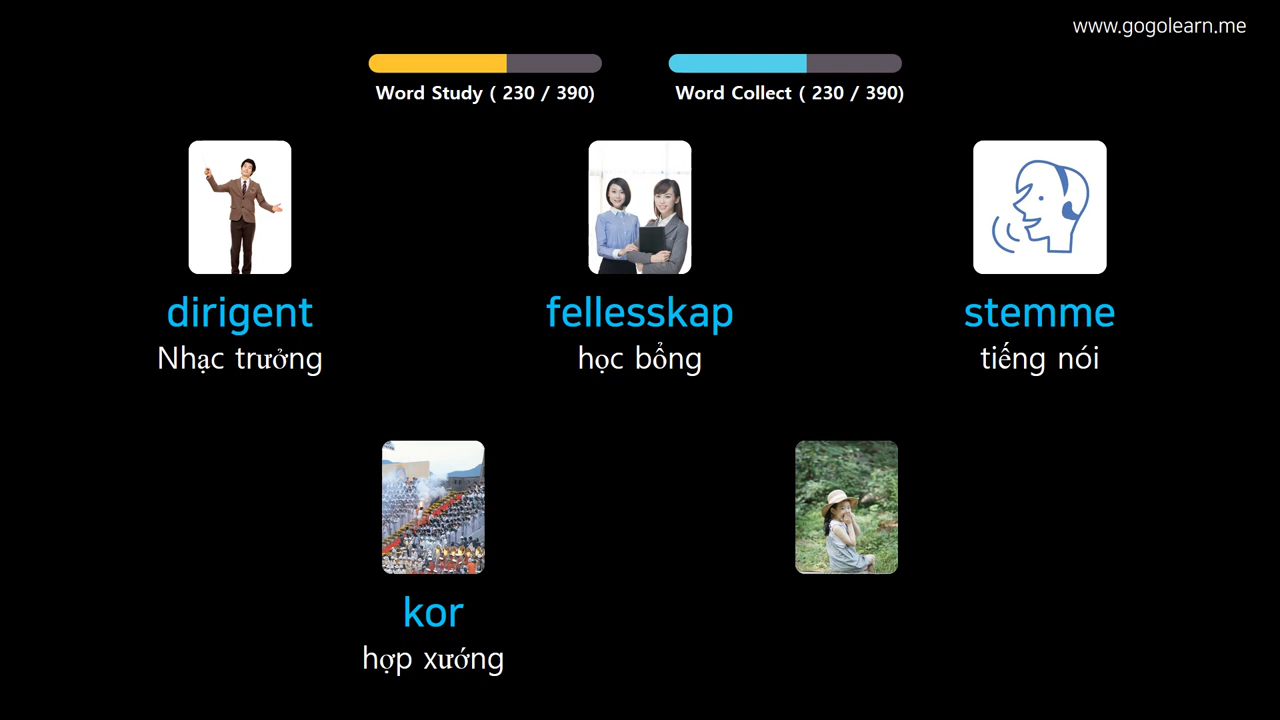 www.gogolearn.me
Word Study ( 230 / 390)
Word Collect ( 230 / 390)
dirigent
Nhạc trưởng
fellesskap
học bổng
stemme
tiếng nói
kor
hợp xướng